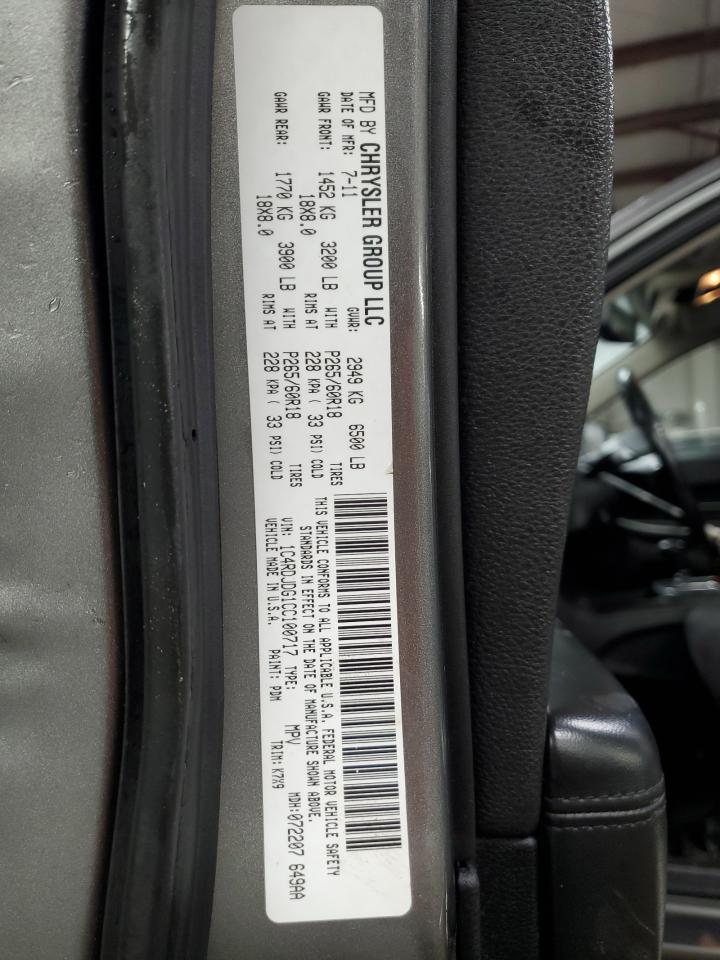 MFD BY CHRYSLER GROUP LLC
DATE OF MFR: 7-11 GVWR: 2949 KG 6500 LB
GAWR FRONT: 1452 KG 3200 LB WITH P265/60R18 TIRES
18X8.0 RIMS AT 228 KPA ( 33 PSI) COLD
GAWR REAR: 1770 KG 3900 LB WITH P265/60R18 TIRES
18X8.0 RIMS AT 228 KPA ( 33 PSI) COLD
THIS VEHICLE CONFORMS TO ALL APPLICABLE U.S.A. FEDERAL MOTOR VEHICLE SAFETY
STANDARDS IN EFFECT ON THE DATE OF MANUFACTURE SHOWN ABOVE.
VIN: 1C4RDJDG1CC100717 TYPE: MPV MDH:072207 649AA
VEHICLE MADE IN U.S.A. PAINT: PDM TRIM:K7X9